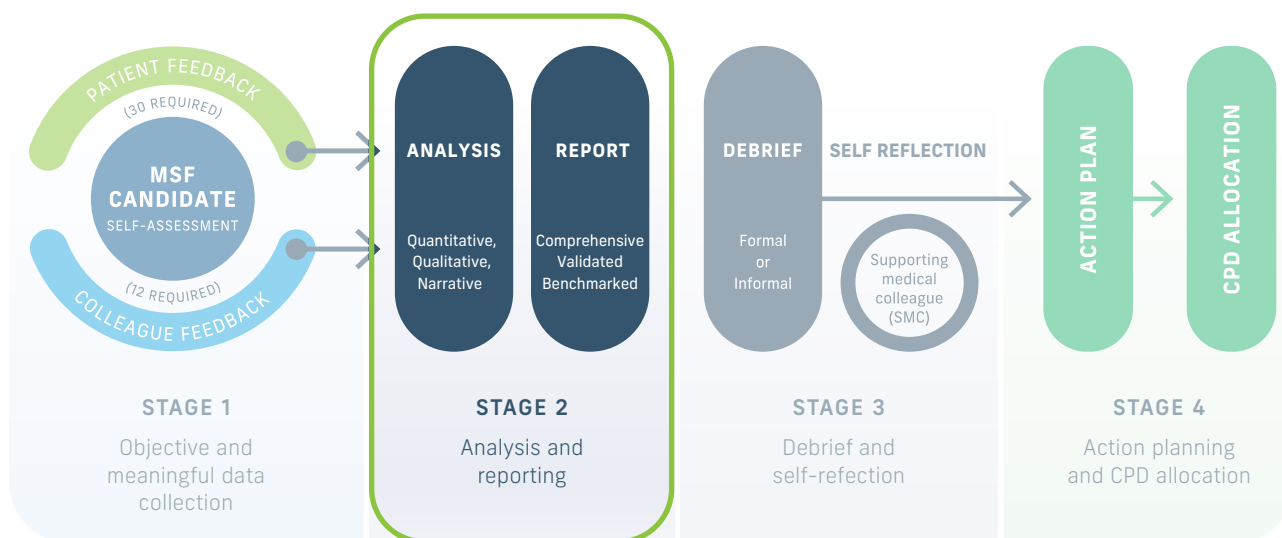 PATIENT FEEDBACK
(30 REQUIRED)
MSF
CANDIDATE
SELF-ASSESSMENT
(12 REQUIRED)
COLLEAGUE FEEDBACK
STAGE 1
Objective and
meaningful data
collection
ANALYSIS
Quantitative,
Qualitative,
Narrative
REPORT
Comprehensive
Validated
Benchmarked
STAGE 2
Analysis and
reporting
DEBRIEF
Formal
or
Informal
SELF REFLECTION
Supporting
medical
colleague
(SMC)
STAGE 3
Debrief and
self-refection
ACTION PLAN
CPD ALLOCATION
STAGE 4
Action planning
and CPD allocation